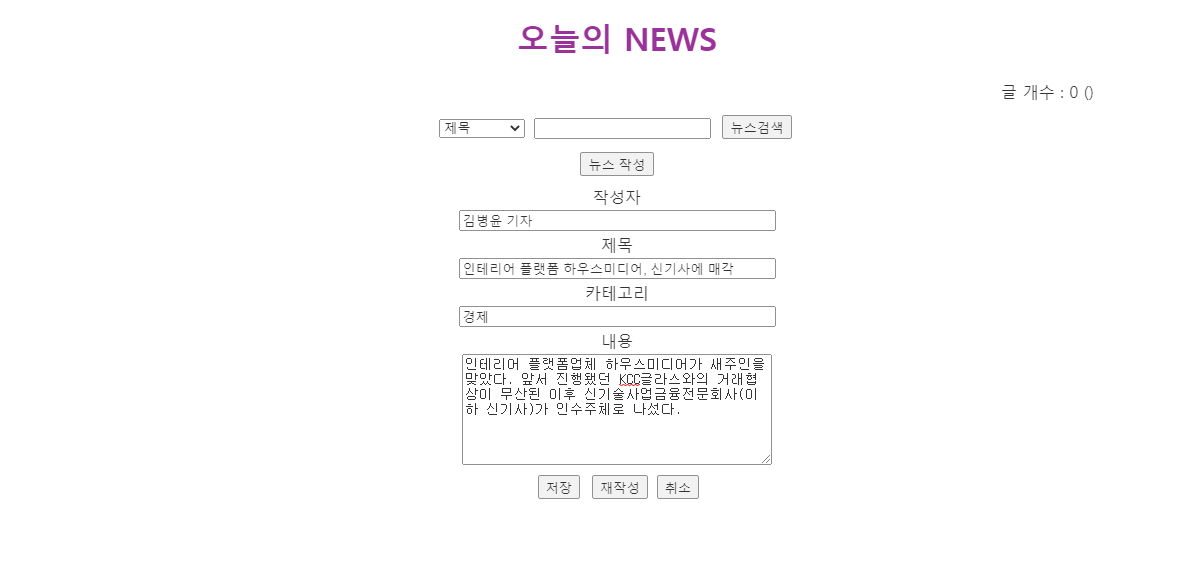 오늘의 NEWS
글 개수 : 0 ()
제목 뉴스검색
뉴스 작성
작성자
김병윤 기자
제목
인테리어 플랫폼 하우스미디어, 신기사에 매각
카테고리
경제
내용
인테리어 플랫폼업체 하우스미디어가 새주인을
맞았다. 앞서 진행됐던 KCC글라스와의 거래협
상이 무산된 이후 신기술사업금융전문회사(이
하 신기사)가 인수주체로 나섰다.
저장 재작성 취소